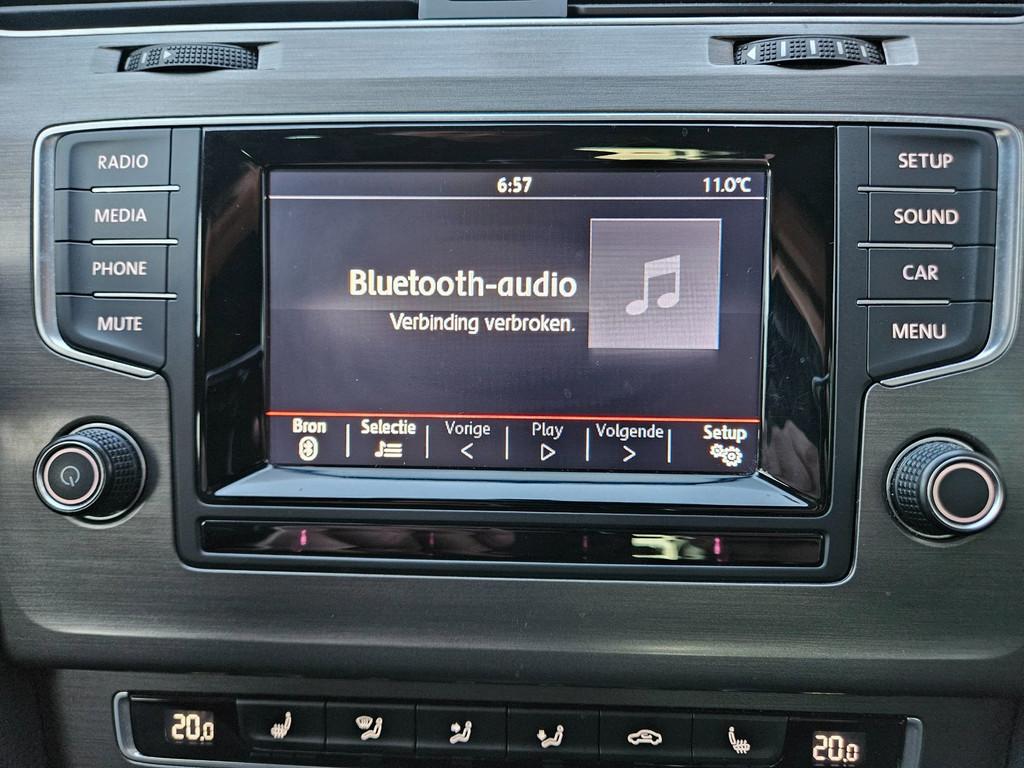 RADIO
MEDIA
PHONE
MUTE
6:57 11.0°C
Bluetooth-audio
Verbinding verbroken.
Bron Selectie Vorige Play Volgende Setup
SETUP
SOUND
CAR
MENU
20.0 20.0